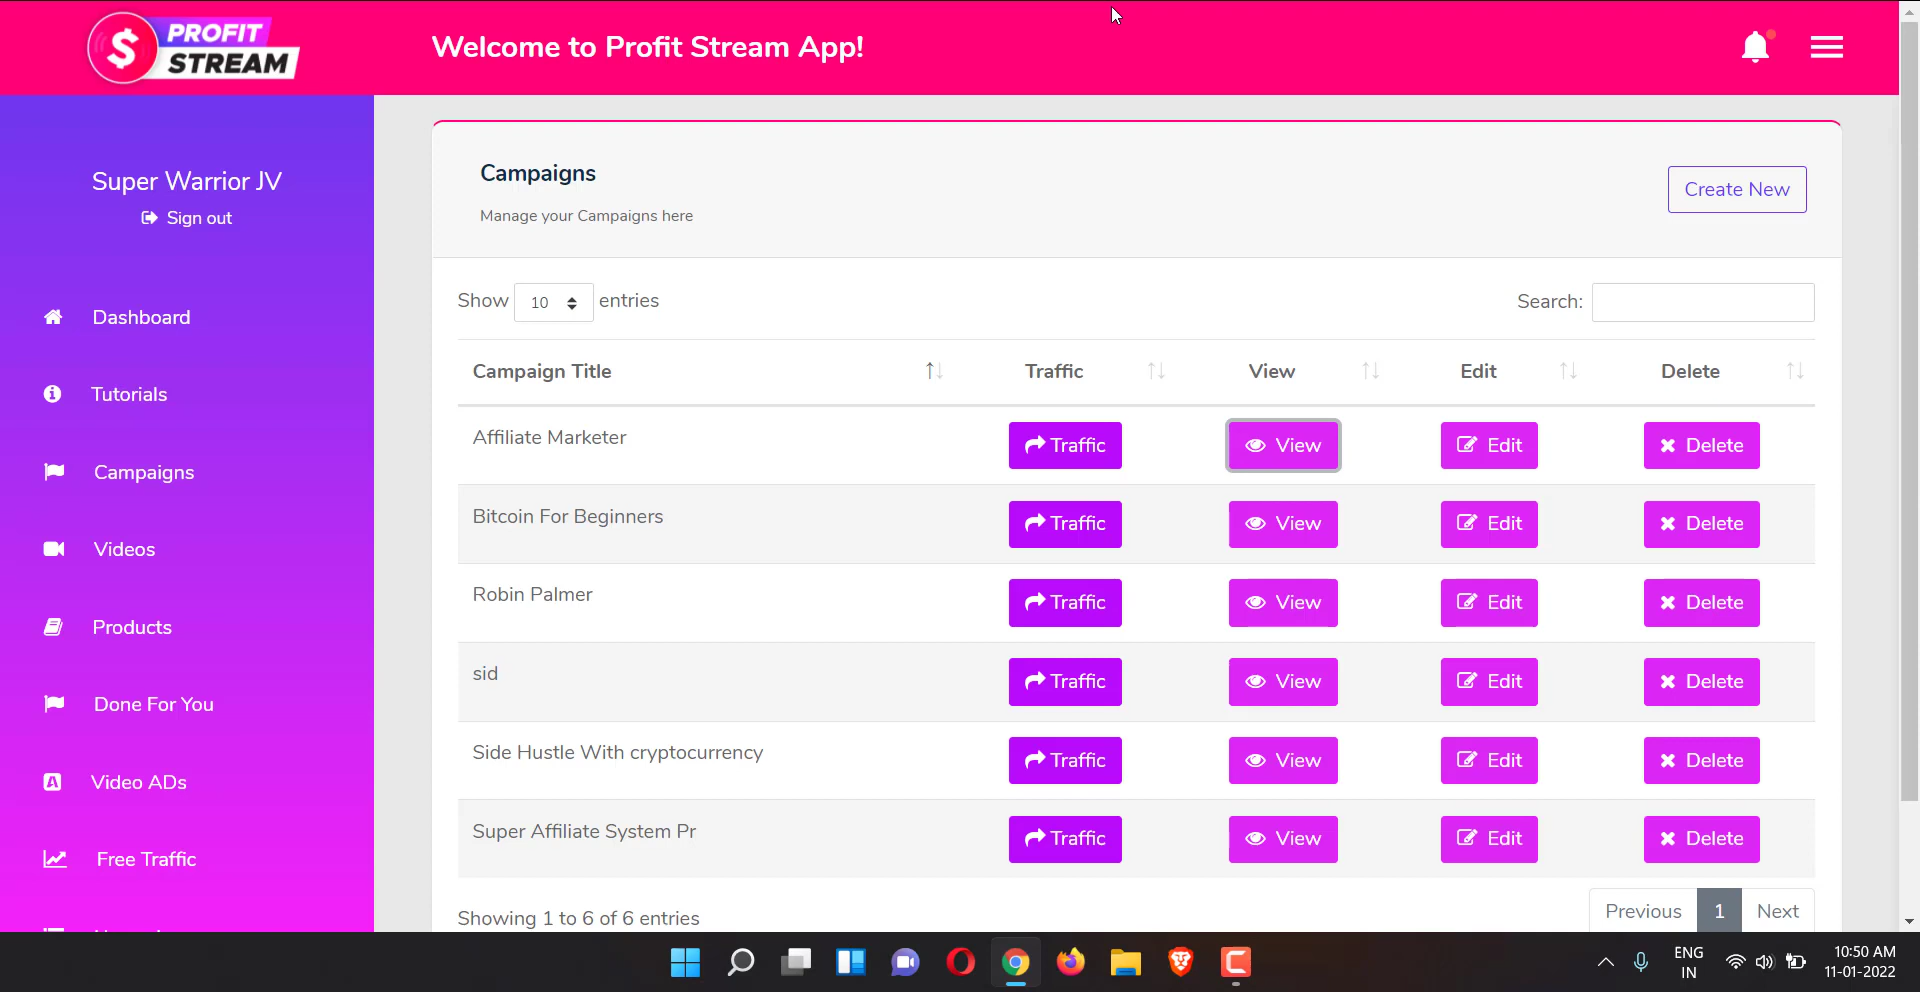 PROFIT
STREAM
Welcome to Profit Stream App!
Super Warrior JV
Sign out
Dashboard
Tutorials
Campaigns
Videos
Products
Done For You
Video ADs
Free Traffic
Campaigns
Manage your Campaigns here
Create New
Show 10 entries
Search:
Campaign Title Traffic View Edit Delete
Affiliate Marketer Traffic View Edit Delete
Bitcoin For Beginners Traffic View Edit Delete
Robin Palmer Traffic View Edit Delete
sid Traffic View Edit Delete
Side Hustle With cryptocurrency Traffic View Edit Delete
Super Affiliate System Pr Traffic View Edit Delete
Showing 1 to 6 of 6 entries
Previous 1 Next
ENG
IN
10:50 AM
11-01-2022